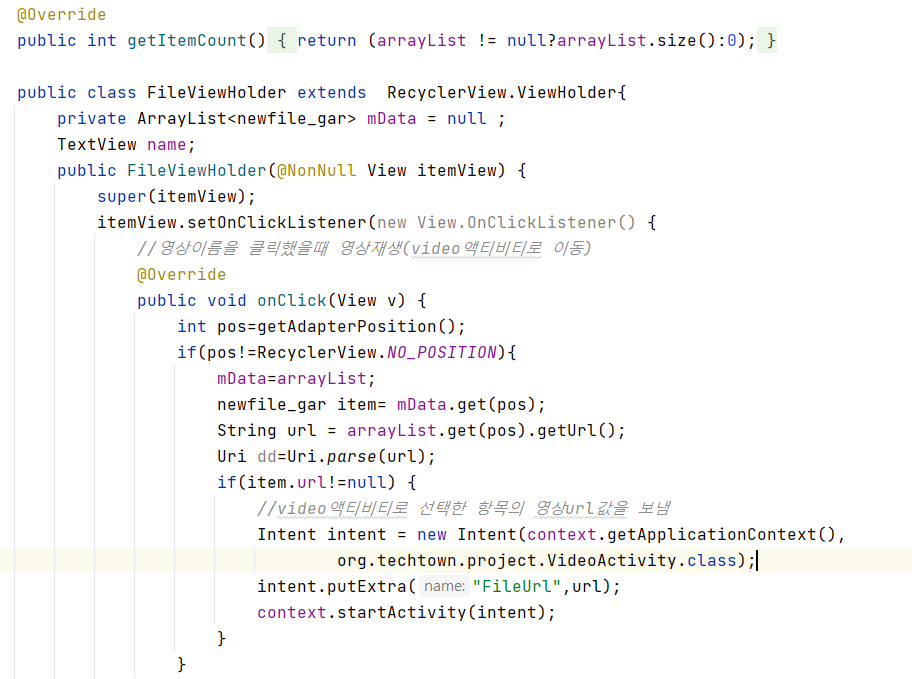 @Override
public int getItemCount() { return (arrayList != null?arrayList.size():0); }
public class FileViewHolder extends  RecyclerView.ViewHolder{
private ArrayList<newfile_gar> mData = null ;
TextView name;
public FileViewHolder(@NonNull View itemView) {
super(itemView);
itemView.setOnClickListener(new View.OnClickListener() {
//영상이름을 클릭했을때 영상재생(video액티비티로 이동)
@Override
public void onClick(View v) {
int pos=getAdapterPosition();
if(pos!=RecyclerView.NO_POSITION){
mData=arrayList;
newfile_gar item= mData.get(pos);
String url = arrayList.get(pos).getUrl();
Uri dd=Uri.parse(url);
if(item.url!=null) {
//video액티비티로 선택한 항목의 영상url값을 보냄
Intent intent = new Intent(context.getApplicationContext(),
org.techtown.project.VideoActivity.class);
intent.putExtra( name: "FileUrl",url);
context.startActivity(intent);
}
}